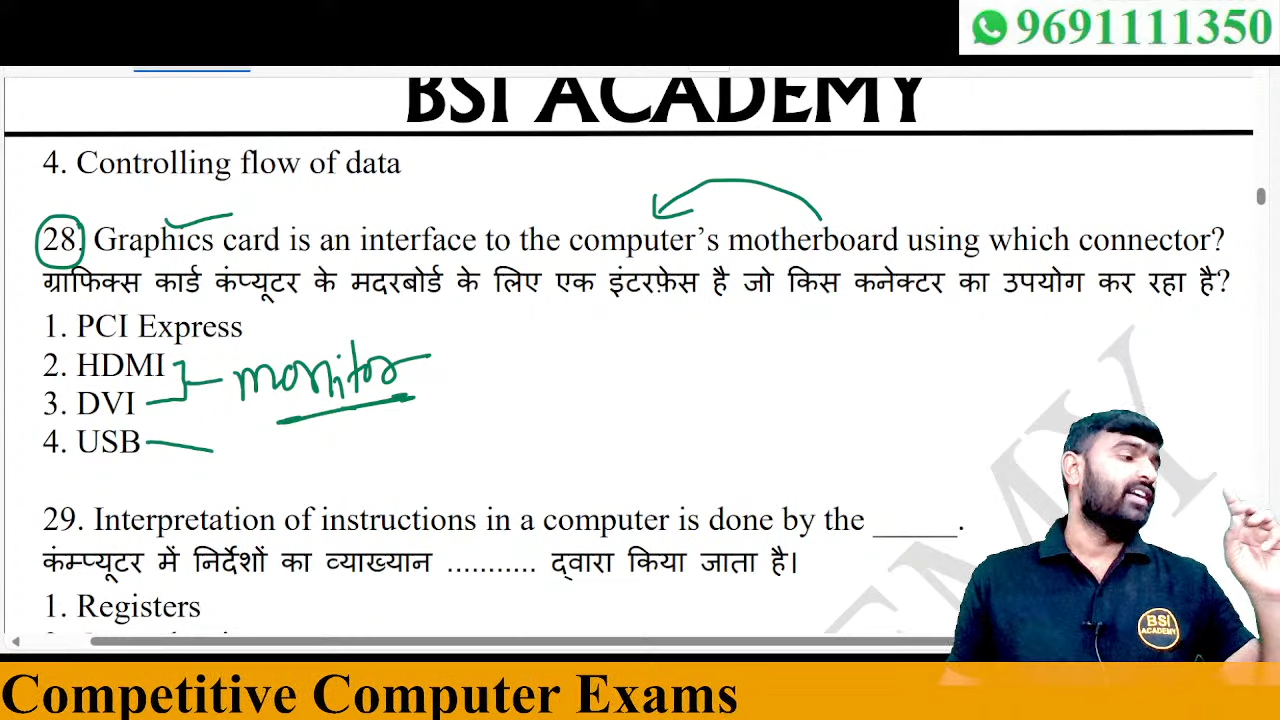 9691111350
BSI ACADEMY
4. Controlling flow of data
28. Graphics card is an interface to the computer's motherboard using which connector?
ग्राफिक्स कार्ड कंप्यूटर के मदरबोर्ड के लिए एक इंटरफ़ेस है जो किस कनेक्टर का उपयोग कर रहा है?
1. PCI Express
2. HDMI
monitor
3. DVI
4. USB
29. Interpretation of instructions in a computer is done by the ______.
कंम्प्यूटर में निर्देशों का व्याख्यान ........... द्वारा किया जाता है।
1. Registers
BSI
ACADEMY
Competitive Computer Exams